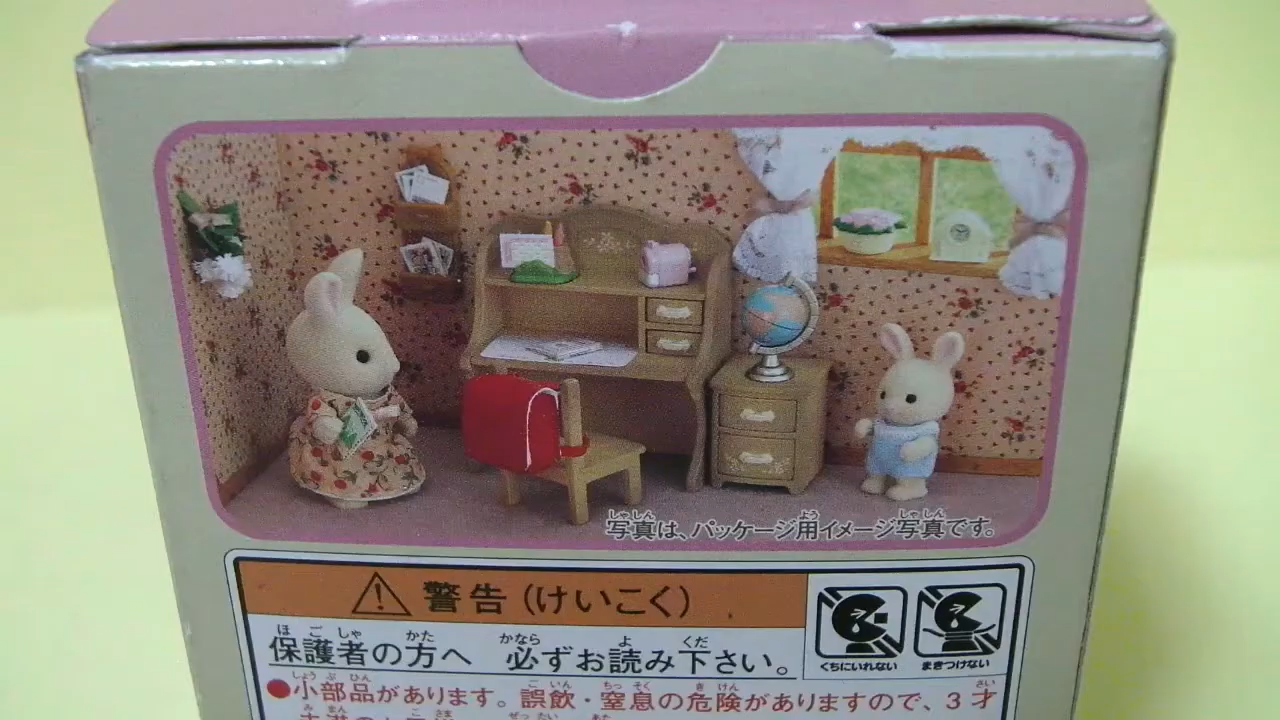 写真は、パッケージ用イメージ写真です。
警告(けいこく)
保護者の方へ 必ずお読み下さい。
くちにいれない
まきつけない
●小部品があります。誤飲・窒息の危険がありますので、3才